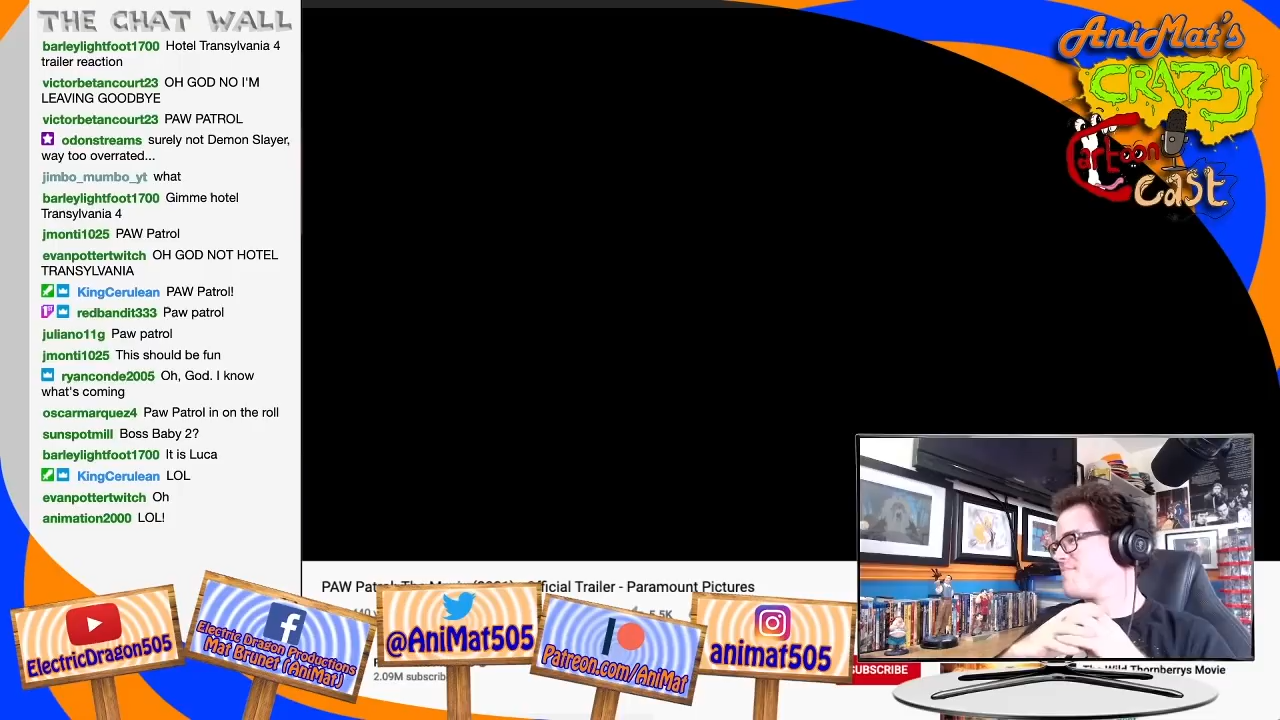 THE CHAT WALL
barleylightfoot1700 Hotel Transylvania 4
trailer reaction
victorbetancourt23 OH GOD NO I'M
LEAVING GOODBYE
victorbetancourt23 PAW PATROL
odonstreams surely not Demon Slayer,
way too overrated...
jimbo_mumbo_yt what
barleylightfoot1700 Gimme hotel
Transylvania 4
jmonti1025 PAW Patrol
evanpottertwitch OH GOD NOT HOTEL
TRANSYLVANIA
KingCerulean PAW Patrol!
redbandit333 Paw patrol
juliano11g Paw patrol
jmonti1025 This should be fun
ryanconde2005 Oh, God. I know
what's coming
oscarmarquez4 Paw Patrol in on the roll
sunspotmill Boss Baby 2?
barleylightfoot1700 It is Luca
KingCerulean LOL
evanpottertwitch Oh
animation2000 LOL!
AniMat's
CRAZY
Cartoon
Cast
PAW Patrol: The Movie (2021) - Official Trailer - Paramount Pictures
5.5K
2.09M
SUBSCRIBE
The Wild Thornberrys Movie
ElectricDragon505
Electric Dragon Productions
Mat Brunet (AniMat)
@AniMat505
Patreon.com/AniMat
animat505